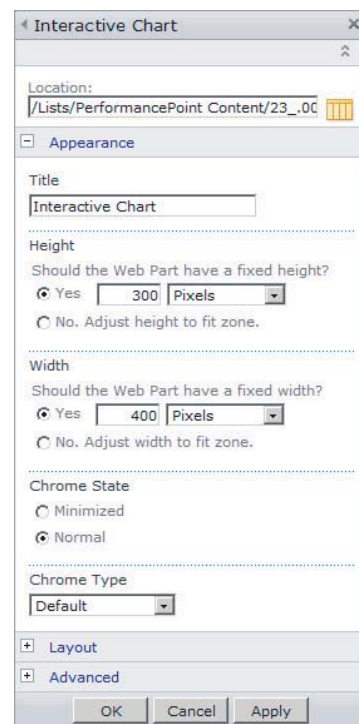 Interactive Chart
Location:
/Lists/PerformancePoint Content/23_.00
Appearance
Title
Interactive Chart
Height
Should the Web Part have a fixed height?
Yes 300 Pixels
No. Adjust height to fit zone.
Width
Should the Web Part have a fixed width?
Yes 400 Pixels
No. Adjust width to fit zone.
Chrome State
Minimized
Normal
Chrome Type
Default
Layout
Advanced
OK Cancel Apply